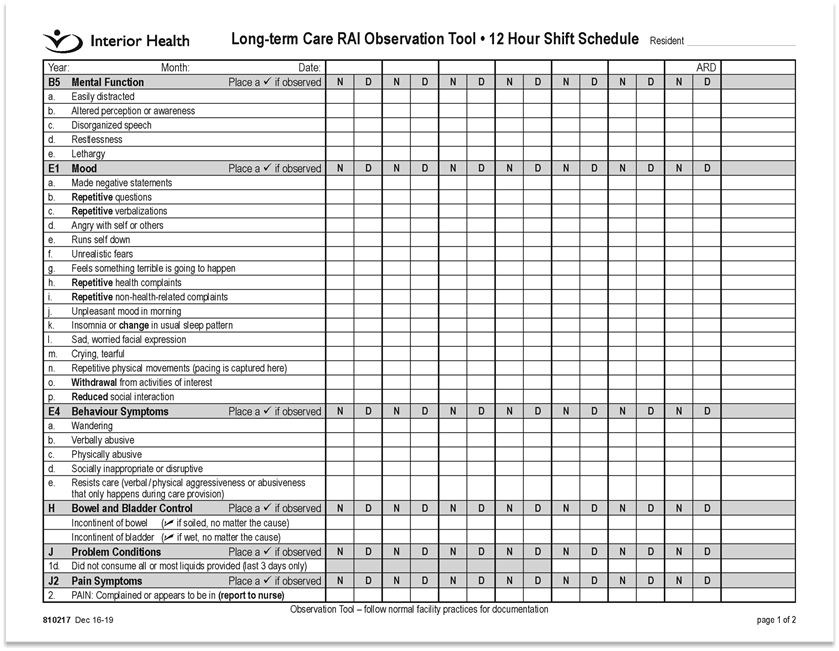 Interior Health
Long-term Care RAI Observation Tool • 12 Hour Shift Schedule Resident
Year: Month: Date: ARD
B5 Mental Function Place a ✓ if observed N D N D N D N D N D N D N D
a. Easily distracted
b. Altered perception or awareness
c. Disorganized speech
d. Restlessness
e. Lethargy
E1 Mood Place a ✓ if observed N D N D N D N D N D N D N D
a. Made negative statements
b. Repetitive questions
c. Repetitive verbalizations
d. Angry with self or others
e. Runs self down
f. Unrealistic fears
g. Feels something terrible is going to happen
h. Repetitive health complaints
i. Repetitive non-health-related complaints
j. Unpleasant mood in morning
k. Insomnia or change in usual sleep pattern
l. Sad, worried facial expression
m. Crying, tearful
n. Repetitive physical movements (pacing is captured here)
o. Withdrawal from activities of interest
p. Reduced social interaction
E4 Behaviour Symptoms Place a ✓ if observed N D N D N D N D N D N D N D
a. Wandering
b. Verbally abusive
c. Physically abusive
d. Socially inappropriate or disruptive
e. Resists care (verbal/physical aggressiveness or abusiveness
that only happens during care provision)
H Bowel and Bladder Control Place a ✓ if observed N D N D N D N D N D N D N D
Incontinent of bowel (✓ if soiled, no matter the cause)
Incontinent of bladder (✓ if wet, no matter the cause)
J Problem Conditions Place a ✓ if observed N D N D N D N D N D N D N D
1d. Did not consume all or most liquids provided (last 3 days only)
J2 Pain Symptoms Place a ✓ if observed N D N D N D N D N D N D N D
2. PAIN: Complained or appears to be in (report to nurse)
Observation Tool – follow normal facility practices for documentation
810217 Dec 16-19 page 1 of 2